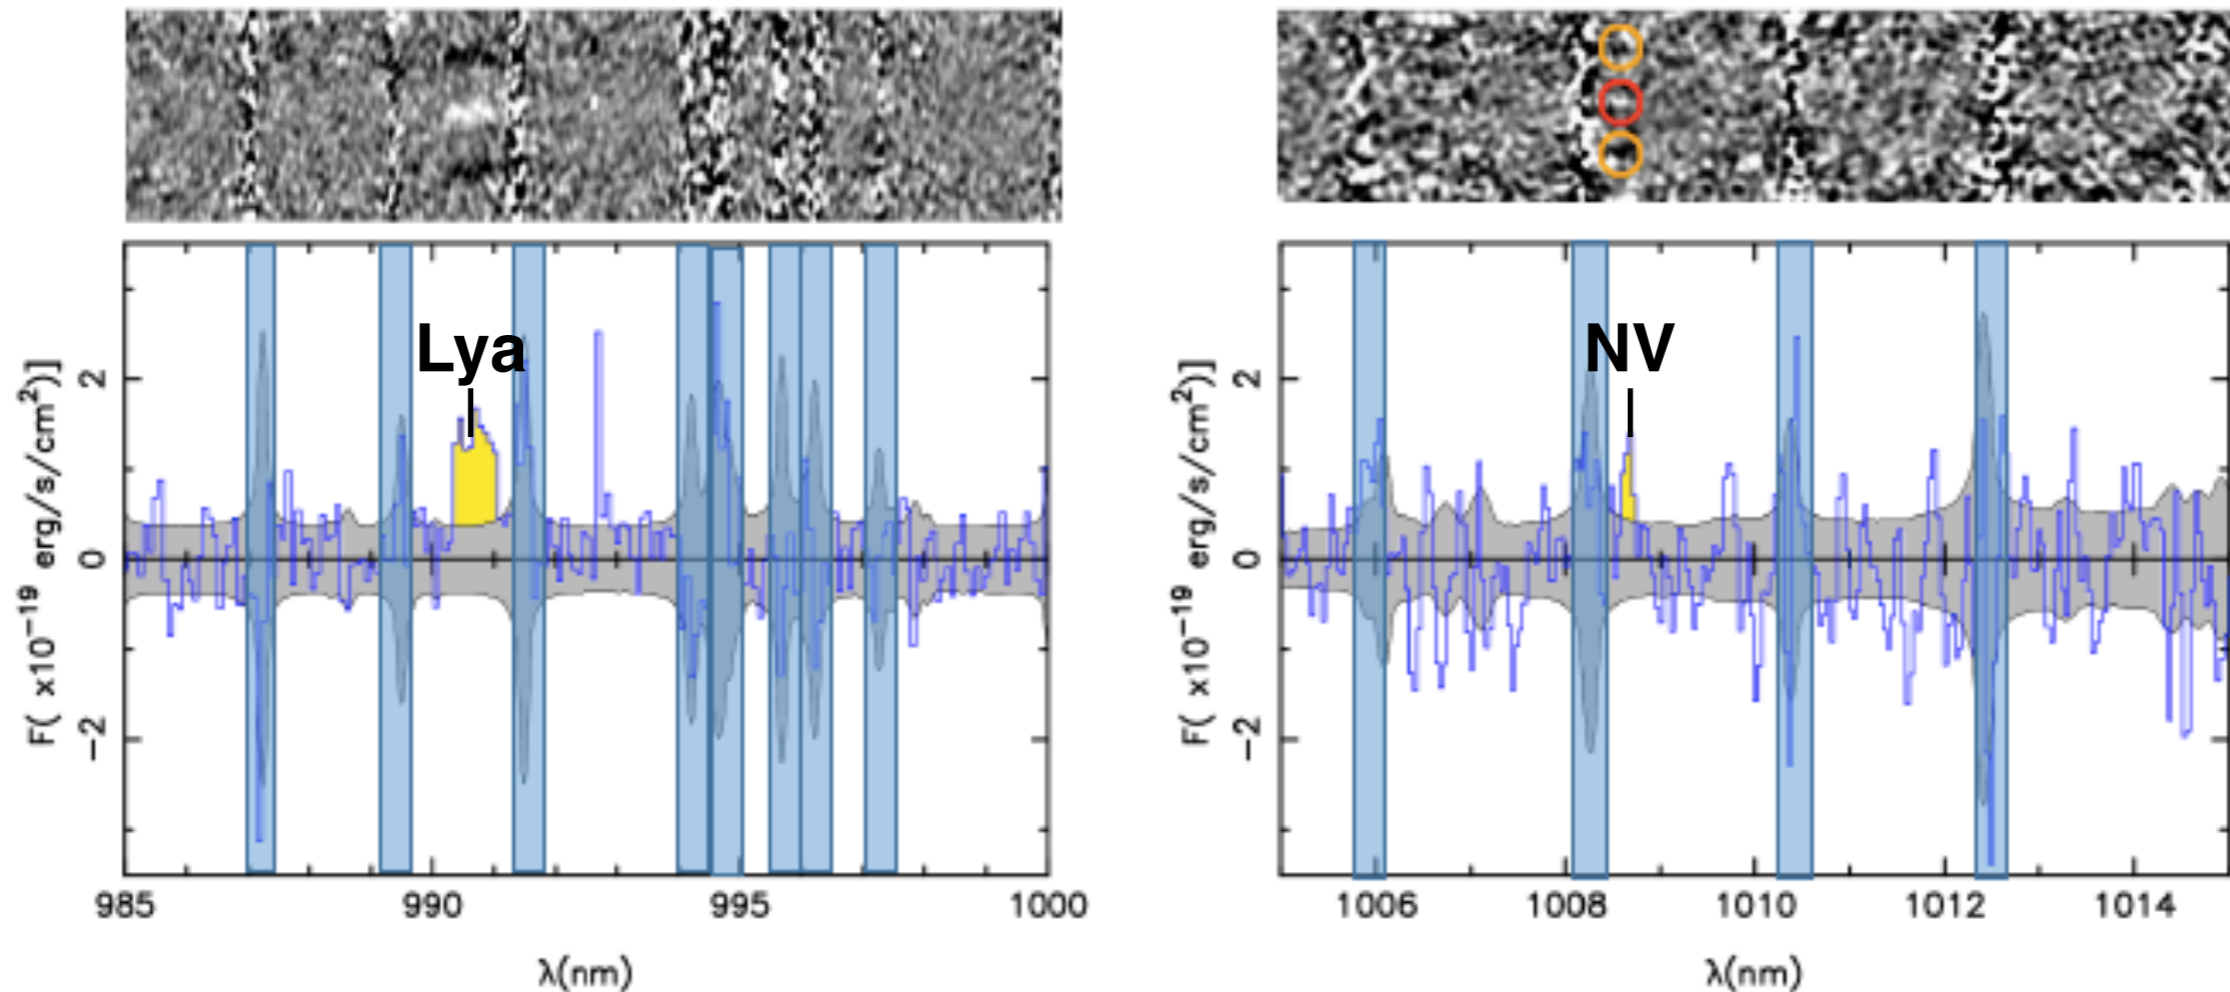 Lya
NV
F( x10⁻¹⁹ erg/s/cm²)]
2
0
−2
985
990
995
1000
λ(nm)
F( x10⁻¹⁹ erg/s/cm²)]
2
0
−2
1006
1008
1010
1012
1014
λ(nm)